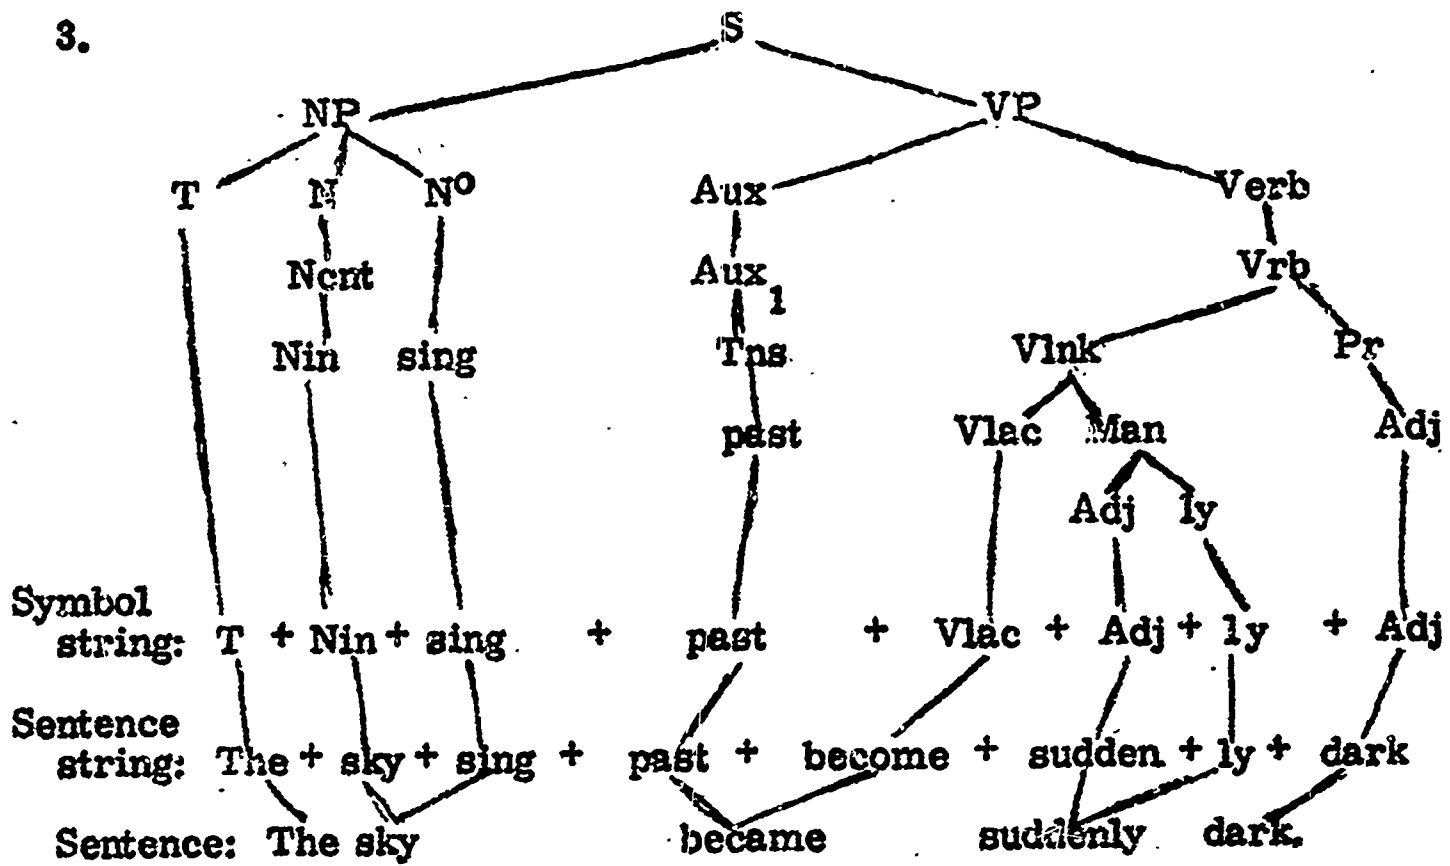 3.
S
NP VP
T N Nº Aux Verb
Ncnt Aux1 Vrb
Nin sing Tns Vlnk Pr
past Vlac Man Adj
Adj ly
Symbol
string: T + Nin + sing + past + Vlac + Adj + ly + Adj
Sentence
string: The + sky + sing + past + become + sudden + ly + dark
Sentence: The sky became suddenly dark.